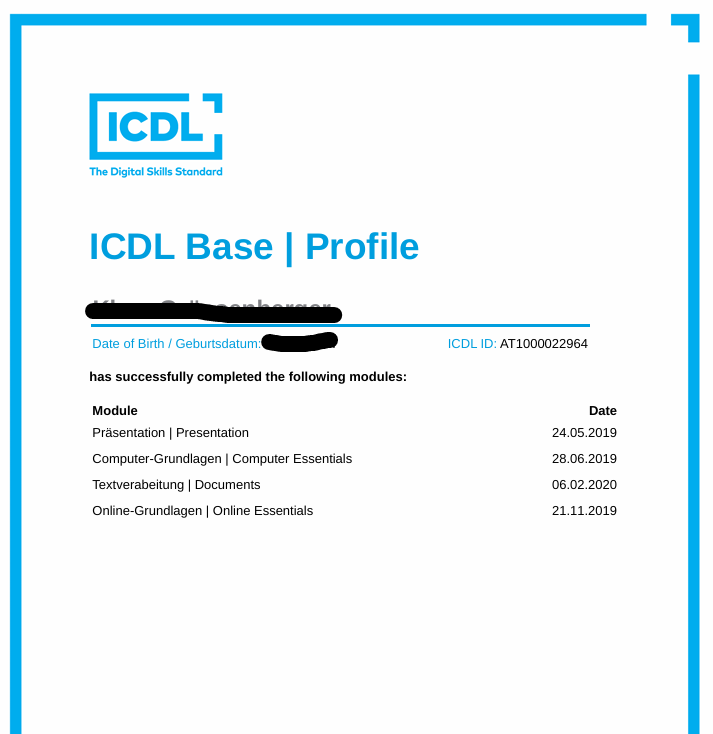 ICDL
The Digital Skills Standard
ICDL Base | Profile
Date of Birth / Geburtsdatum:
ICDL ID: AT1000022964
has successfully completed the following modules:
Module Date
Präsentation | Presentation 24.05.2019
Computer-Grundlagen | Computer Essentials 28.06.2019
Textverabeitung | Documents 06.02.2020
Online-Grundlagen | Online Essentials 21.11.2019